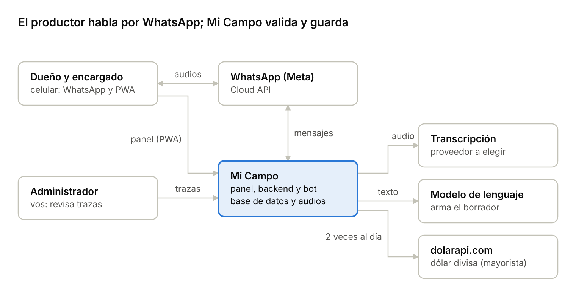 El productor habla por WhatsApp; Mi Campo valida y guarda
Dueño y encargado
celular: WhatsApp y PWA
audios
WhatsApp (Meta)
Cloud API
panel (PWA)
mensajes
audio
Transcripción
proveedor a elegir
Administrador
vos: revisa trazas
trazas
Mi Campo
panel, backend y bot
base de datos y audios
texto
Modelo de lenguaje
arma el borrador
2 veces al día
dolarapi.com
dólar divisa (mayorista)